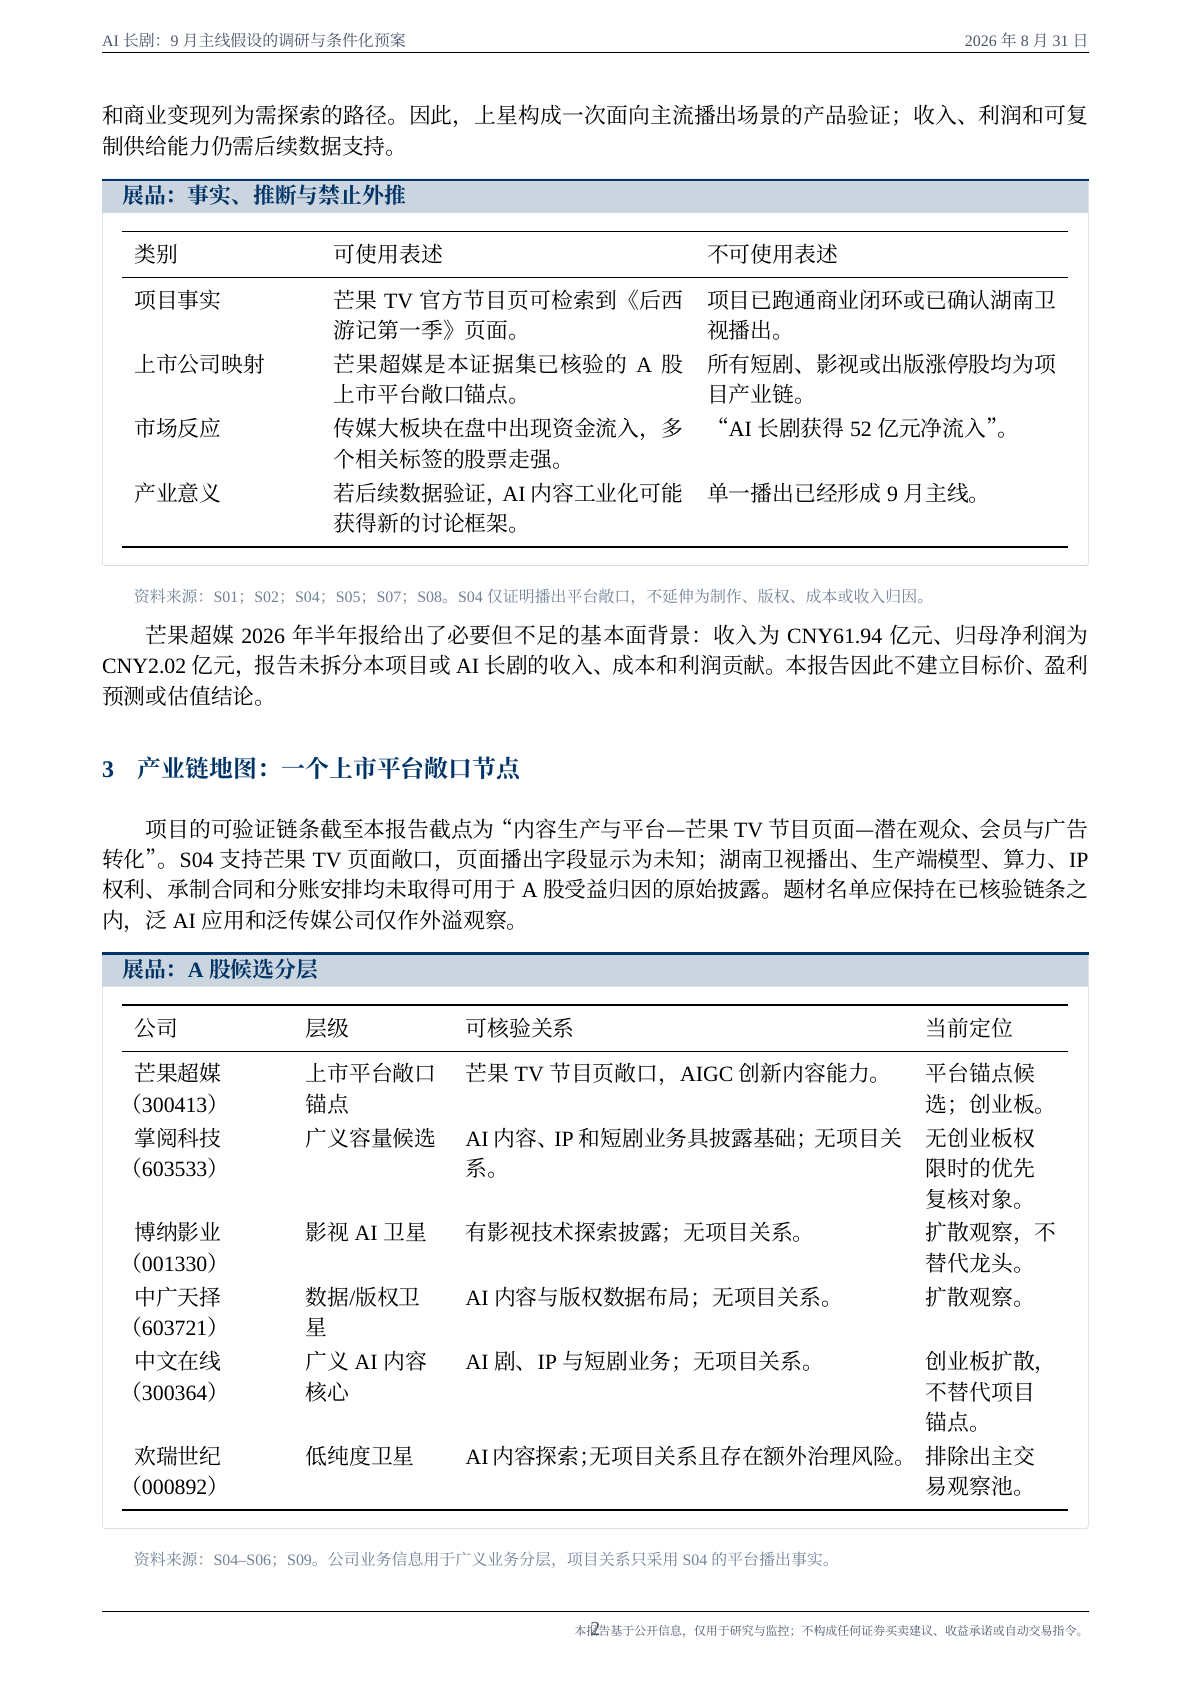 AI 长剧：9 月主线假设的调研与条件化预案
2026 年 8 月 31 日
和商业变现列为需探索的路径。因此，上星构成一次面向主流播出场景的产品验证；收入、利润和可复
制供给能力仍需后续数据支持。
展品：事实、推断与禁止外推
类别
可使用表述
不可使用表述
项目事实
芒果 TV 官方节目页可检索到《后西
游记第一季》页面。
项目已跑通商业闭环或已确认湖南卫
视播出。
上市公司映射
芒果超媒是本证据集已核验的 A 股
上市平台敞口锚点。
所有短剧、影视或出版涨停股均为项
目产业链。
市场反应
传媒大板块在盘中出现资金流入，多
个相关标签的股票走强。
“AI 长剧获得 52 亿元净流入”。
产业意义
若后续数据验证，AI 内容工业化可能
获得新的讨论框架。
单一播出已经形成 9 月主线。
资料来源：S01；S02；S04；S05；S07；S08。S04 仅证明播出平台敞口，不延伸为制作、版权、成本或收入归因。
芒果超媒 2026 年半年报给出了必要但不足的基本面背景：收入为 CNY61.94 亿元、归母净利润为
CNY2.02 亿元，报告未拆分本项目或 AI 长剧的收入、成本和利润贡献。本报告因此不建立目标价、盈利
预测或估值结论。
3 产业链地图：一个上市平台敞口节点
项目的可验证链条截至本报告截点为“内容生产与平台—芒果 TV 节目页面—潜在观众、会员与广告
转化”。S04 支持芒果 TV 页面敞口，页面播出字段显示为未知；湖南卫视播出、生产端模型、算力、IP
权利、承制合同和分账安排均未取得可用于 A 股受益归因的原始披露。题材名单应保持在已核验链条之
内，泛 AI 应用和泛传媒公司仅作外溢观察。
展品：A 股候选分层
公司
层级
可核验关系
当前定位
芒果超媒
（300413）
上市平台敞口
锚点
芒果 TV 节目页敞口，AIGC 创新内容能力。
平台锚点候
选；创业板。
掌阅科技
（603533）
广义容量候选
AI 内容、IP 和短剧业务具披露基础；无项目关
系。
无创业板权
限时的优先
复核对象。
博纳影业
（001330）
影视 AI 卫星
有影视技术探索披露；无项目关系。
扩散观察，不
替代龙头。
中广天择
（603721）
数据/版权卫
星
AI 内容与版权数据布局；无项目关系。
扩散观察。
中文在线
（300364）
广义 AI 内容
核心
AI 剧、IP 与短剧业务；无项目关系。
创业板扩散，
不替代项目
锚点。
欢瑞世纪
（000892）
低纯度卫星
AI 内容探索；无项目关系且存在额外治理风险。
排除出主交
易观察池。
资料来源：S04–S06；S09。公司业务信息用于广义业务分层，项目关系只采用 S04 的平台播出事实。
2
本报告基于公开信息，仅用于研究与监控；不构成任何证券买卖建议、收益承诺或自动交易指令。